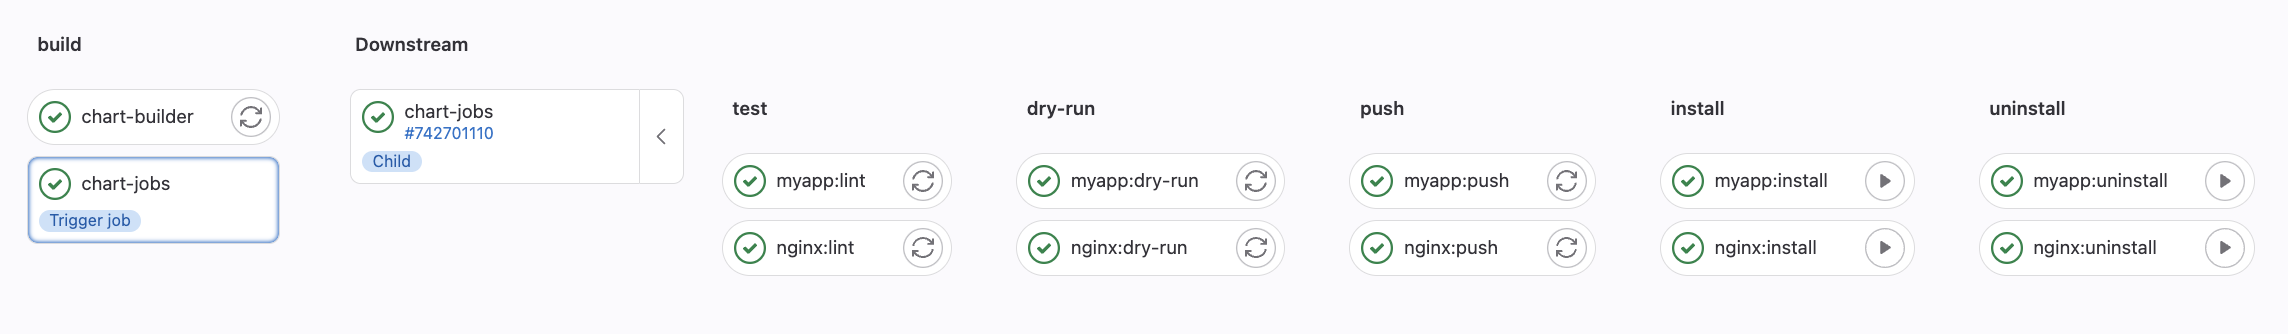 build
chart-builder
chart-jobs
Trigger job
Downstream
chart-jobs
#742701110
Child
test
myapp:lint
nginx:lint
dry-run
myapp:dry-run
nginx:dry-run
push
myapp:push
nginx:push
install
myapp:install
nginx:install
uninstall
myapp:uninstall
nginx:uninstall